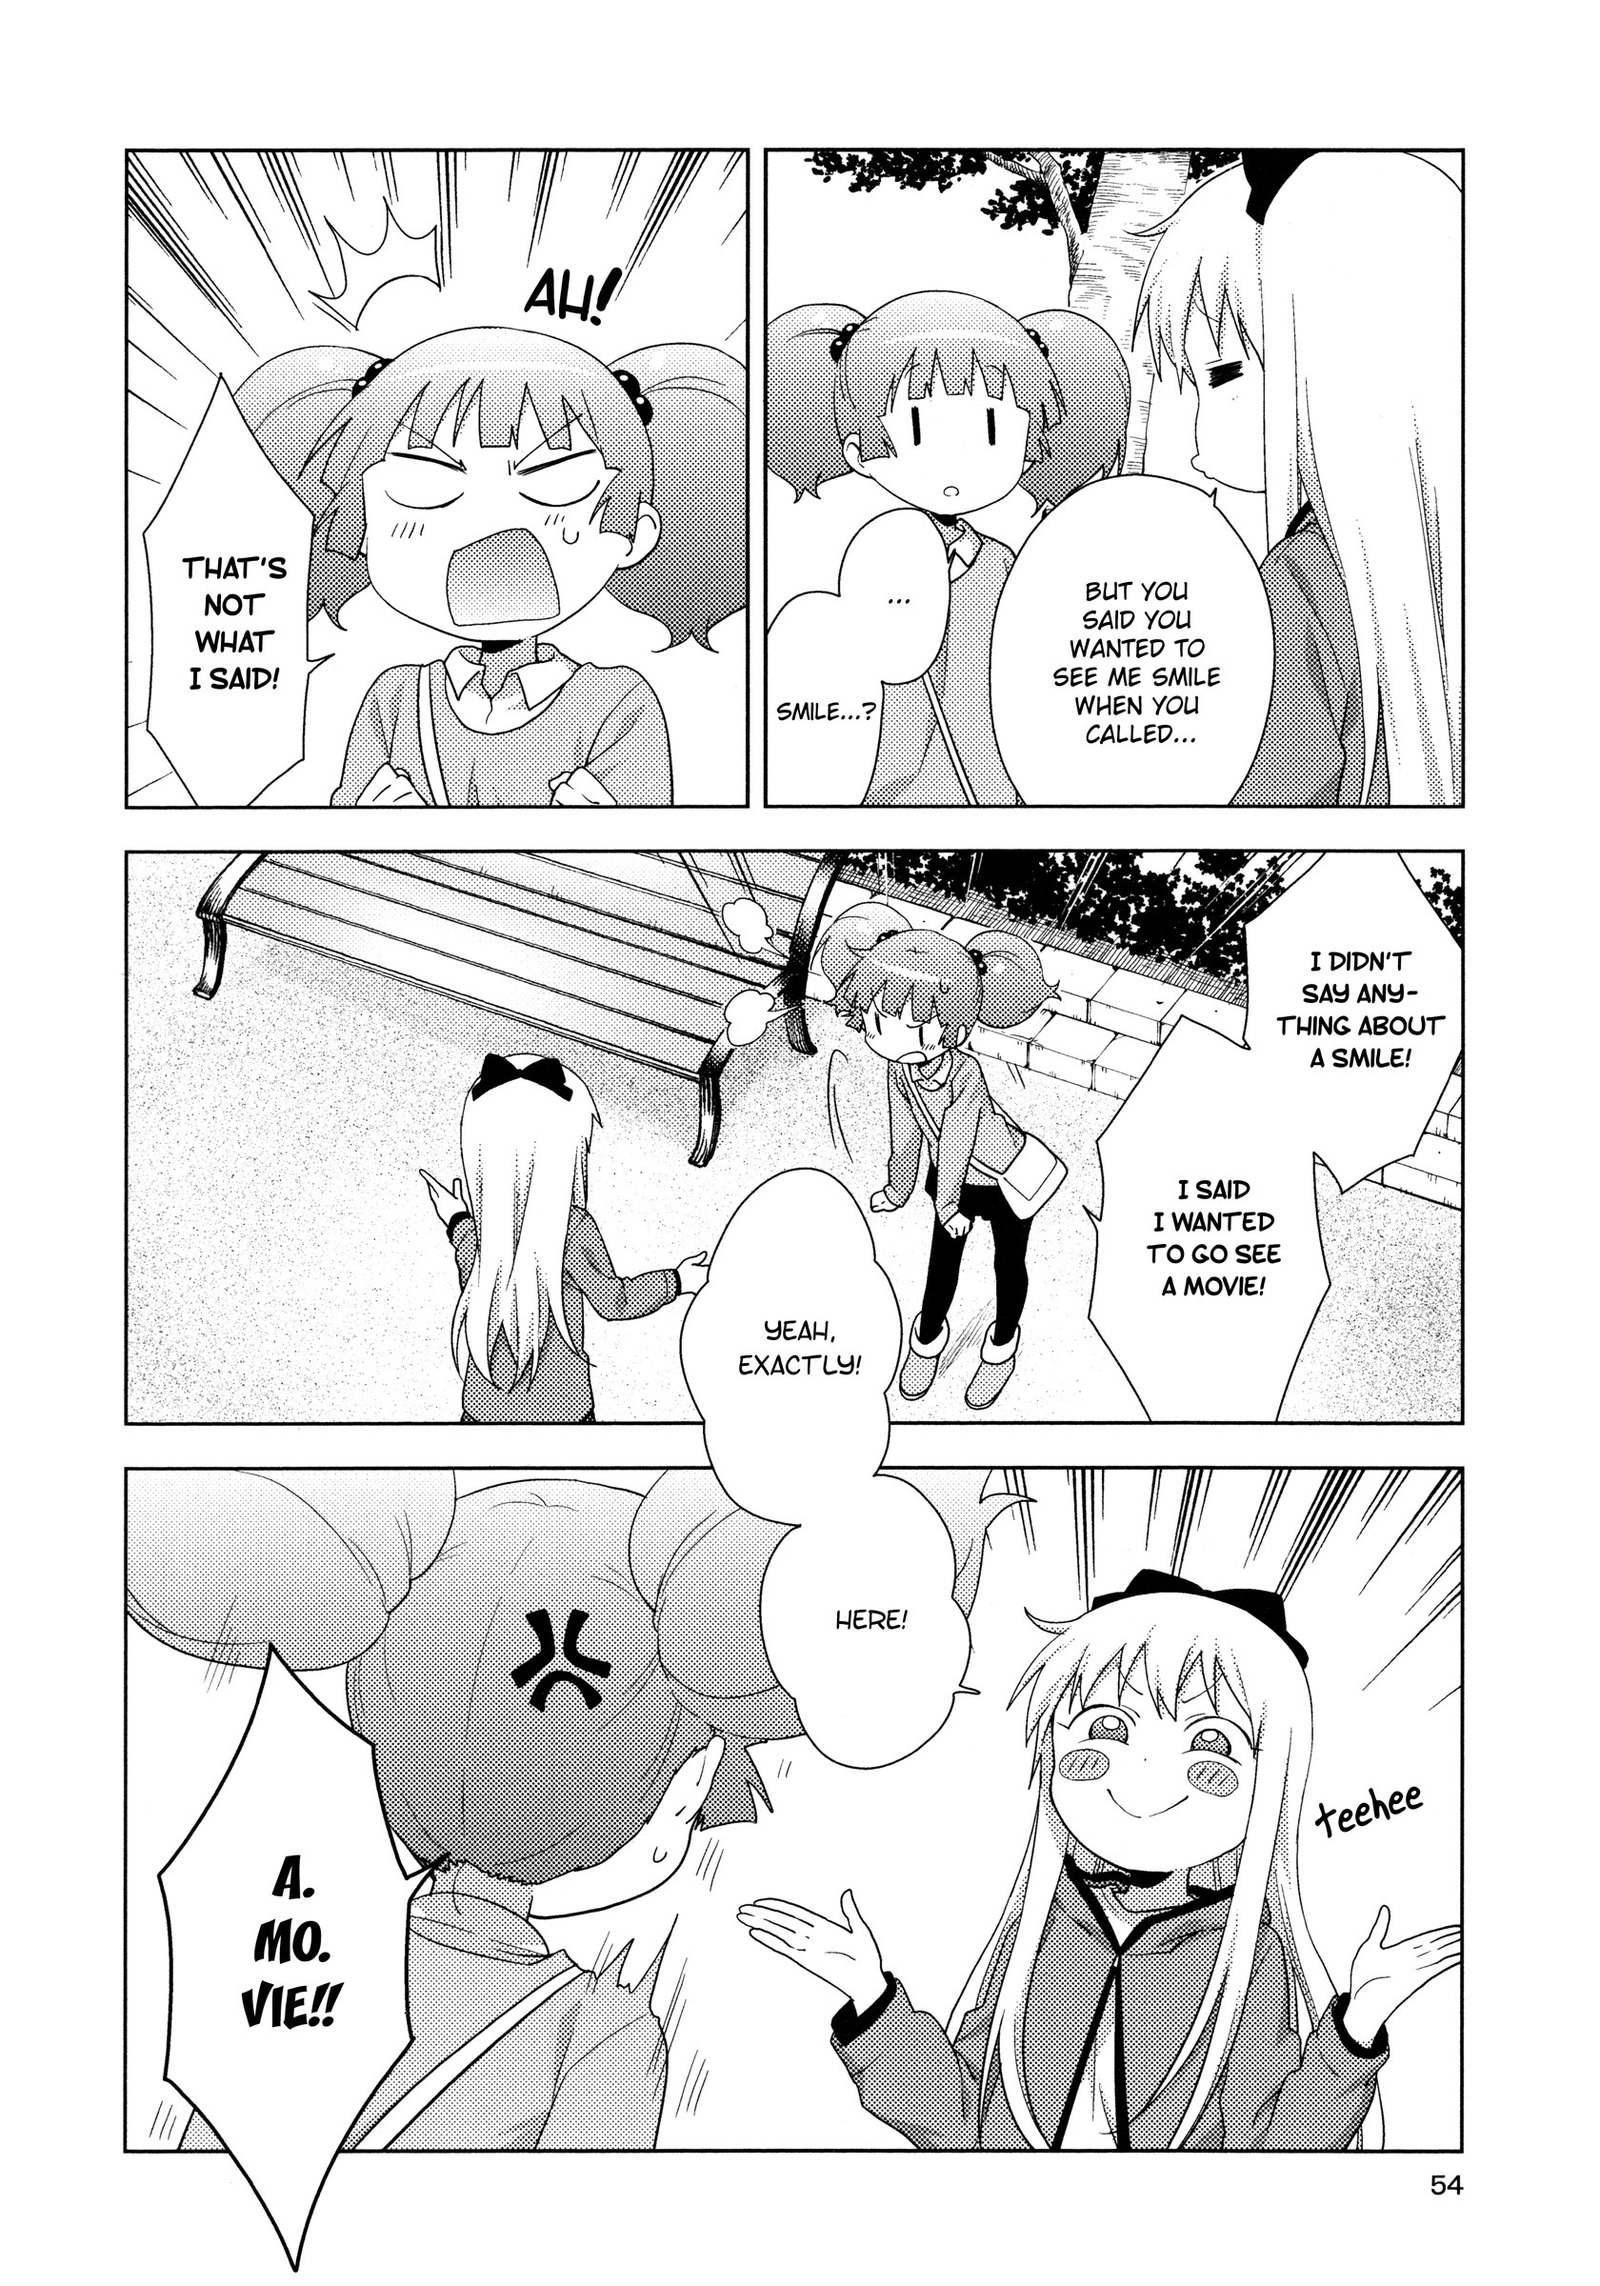 BUT YOU
SAID YOU
WANTED TO
SEE ME SMILE
WHEN YOU
CALLED...
...
SMILE...?
AH!
THAT'S
NOT
WHAT
I SAID!
I DIDN'T
SAY ANY-
THING ABOUT
A SMILE!
I SAID
I WANTED
TO GO SEE
A MOVIE!
YEAH,
EXACTLY!
HERE!
teehee
A.
MO.
VIE!!
54